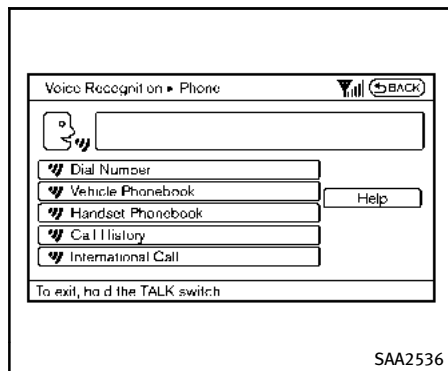 Voice Recognition ▸ Phone BACK
Dial Number
Vehicle Phonebook
Help
Handset Phonebook
Call History
International Call
To exit, hold the TALK switch
SAA2536